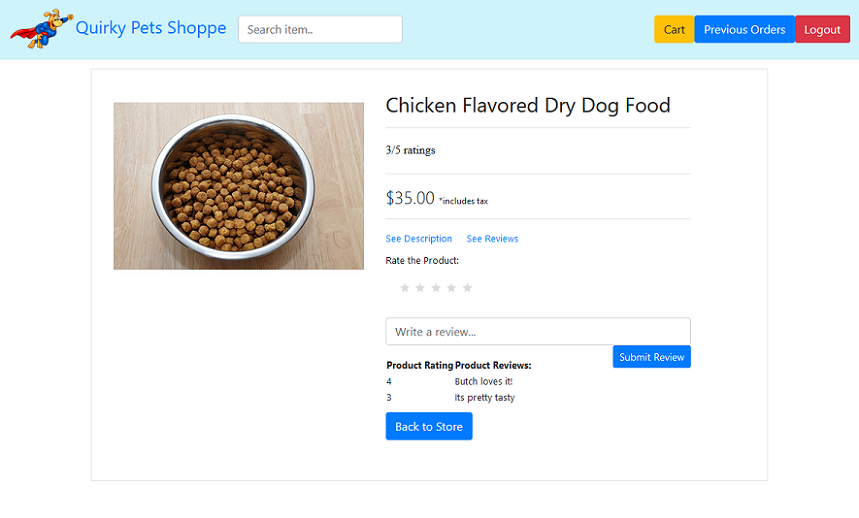 Quirky Pets Shoppe Search item.. Cart Previous Orders Logout
Chicken Flavored Dry Dog Food
3/5 ratings
$35.00 *includes tax
See Description See Reviews
Rate the Product:
Write a review...
Submit Review
Product Rating Product Reviews:
4 Butch loves it!
3 Its pretty tasty
Back to Store